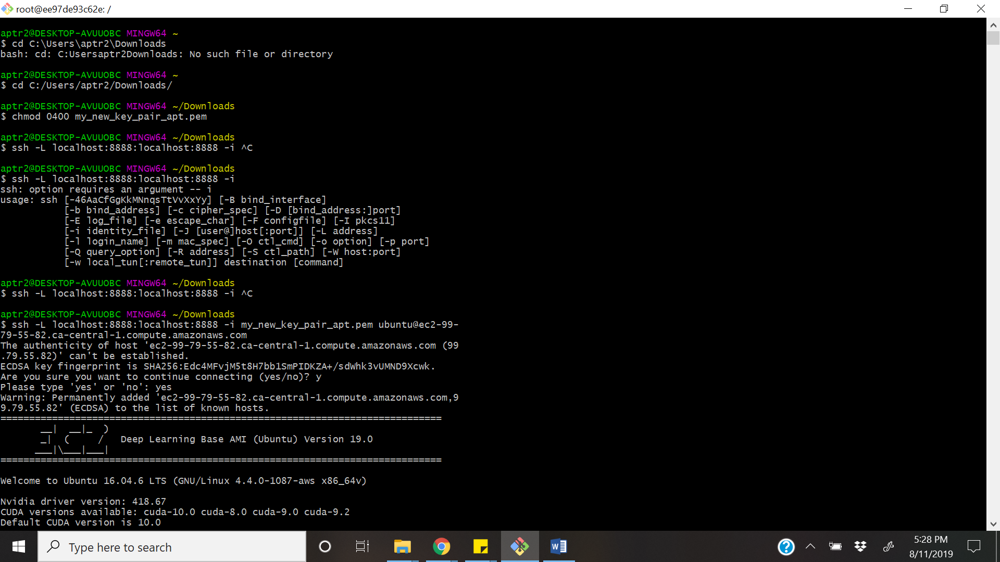 root@ee97de93c62e: /
aptr2@DESKTOP-AVUUOBC MINGW64 ~
$ cd C:\Users\aptr2\Downloads
bash: cd: C:Usersaptr2Downloads: No such file or directory
aptr2@DESKTOP-AVUUOBC MINGW64 ~
$ cd C:/Users/aptr2/Downloads/
aptr2@DESKTOP-AVUUOBC MINGW64 ~/Downloads
$ chmod 0400 my_new_key_pair_apt.pem
aptr2@DESKTOP-AVUUOBC MINGW64 ~/Downloads
$ ssh -L localhost:8888:localhost:8888 -i ^C
aptr2@DESKTOP-AVUUOBC MINGW64 ~/Downloads
$ ssh -L localhost:8888:localhost:8888 -i
ssh: option requires an argument -- i
usage: ssh [-46AaCfGgKkMNnqsTtVvXxYy] [-B bind_interface]
[-b bind_address] [-c cipher_spec] [-D [bind_address:]port]
[-E log_file] [-e escape_char] [-F configfile] [-I pkcs11]
[-i identity_file] [-J [user@]host[:port]] [-L address]
[-l login_name] [-m mac_spec] [-O ctl_cmd] [-o option] [-p port]
[-Q query_option] [-R address] [-S ctl_path] [-W host:port]
[-w local_tun[:remote_tun]] destination [command]
aptr2@DESKTOP-AVUUOBC MINGW64 ~/Downloads
$ ssh -L localhost:8888:localhost:8888 -i ^C
aptr2@DESKTOP-AVUUOBC MINGW64 ~/Downloads
$ ssh -L localhost:8888:localhost:8888 -i my_new_key_pair_apt.pem ubuntu@ec2-99-
79-55-82.ca-central-1.compute.amazonaws.com
The authenticity of host 'ec2-99-79-55-82.ca-central-1.compute.amazonaws.com (99
.79.55.82)' can't be established.
ECDSA key fingerprint is SHA256:Edc4MFvjM5t8H7bb1SmPIDKZA+/sdWhk3vUMND9Xcwk.
Are you sure you want to continue connecting (yes/no)? y
Please type 'yes' or 'no': yes
Warning: Permanently added 'ec2-99-79-55-82.ca-central-1.compute.amazonaws.com,9
9.79.55.82' (ECDSA) to the list of known hosts.
=============================================================================
__|  __|_  )
_|  (     /   Deep Learning Base AMI (Ubuntu) Version 19.0
___|\___|___|
=============================================================================
Welcome to Ubuntu 16.04.6 LTS (GNU/Linux 4.4.0-1087-aws x86_64v)
Nvidia driver version: 418.67
CUDA versions available: cuda-10.0 cuda-8.0 cuda-9.0 cuda-9.2
Default CUDA version is 10.0
Type here to search
5:28 PM
8/11/2019